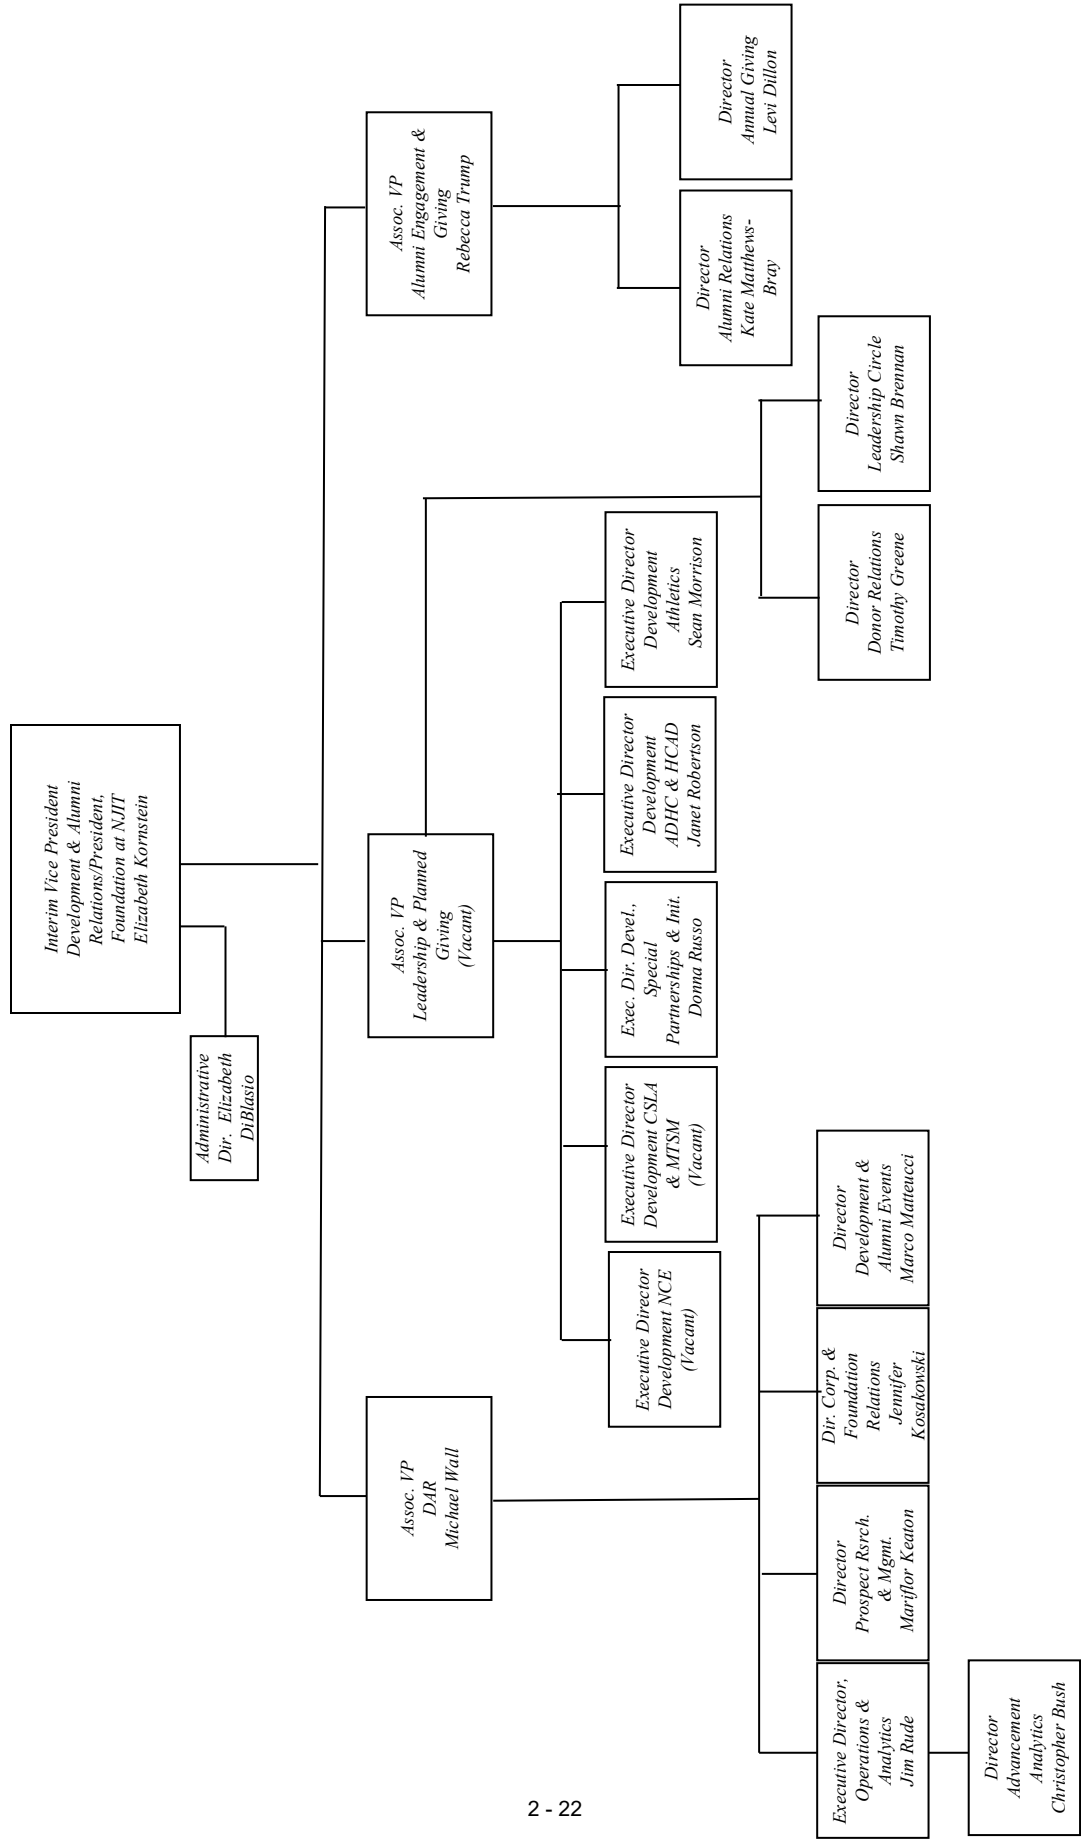 Interim Vice President
Development & Alumni
Relations/President,
Foundation at NJIT
Elizabeth Kornstein
Administrative
Dir. Elizabeth
DiBlasio
Assoc. VP
DAR
Michael Wall
Assoc. VP
Leadership & Planned
Giving
(Vacant)
Assoc. VP
Alumni Engagement &
Giving
Rebecca Trump
Executive Director
Development NCE
(Vacant)
Executive Director
Development CSLA
& MTSM
(Vacant)
Exec. Dir. Devel.,
Special
Partnerships & Init.
Donna Russo
Executive Director
Development
ADHC & HCAD
Janet Robertson
Executive Director
Development
Athletics
Sean Morrison
Director
Alumni Relations
Kate Matthews-
Bray
Director
Annual Giving
Levi Dillon
Executive Director,
Operations &
Analytics
Jim Rude
Director
Prospect Rsrch.
& Mgmt.
Mariflor Keaton
Dir. Corp. &
Foundation
Relations
Jennifer
Kosakowski
Director
Development &
Alumni Events
Marco Matteucci
Director
Donor Relations
Timothy Greene
Director
Leadership Circle
Shawn Brennan
Director
Advancement
Analytics
Christopher Bush
2 - 22